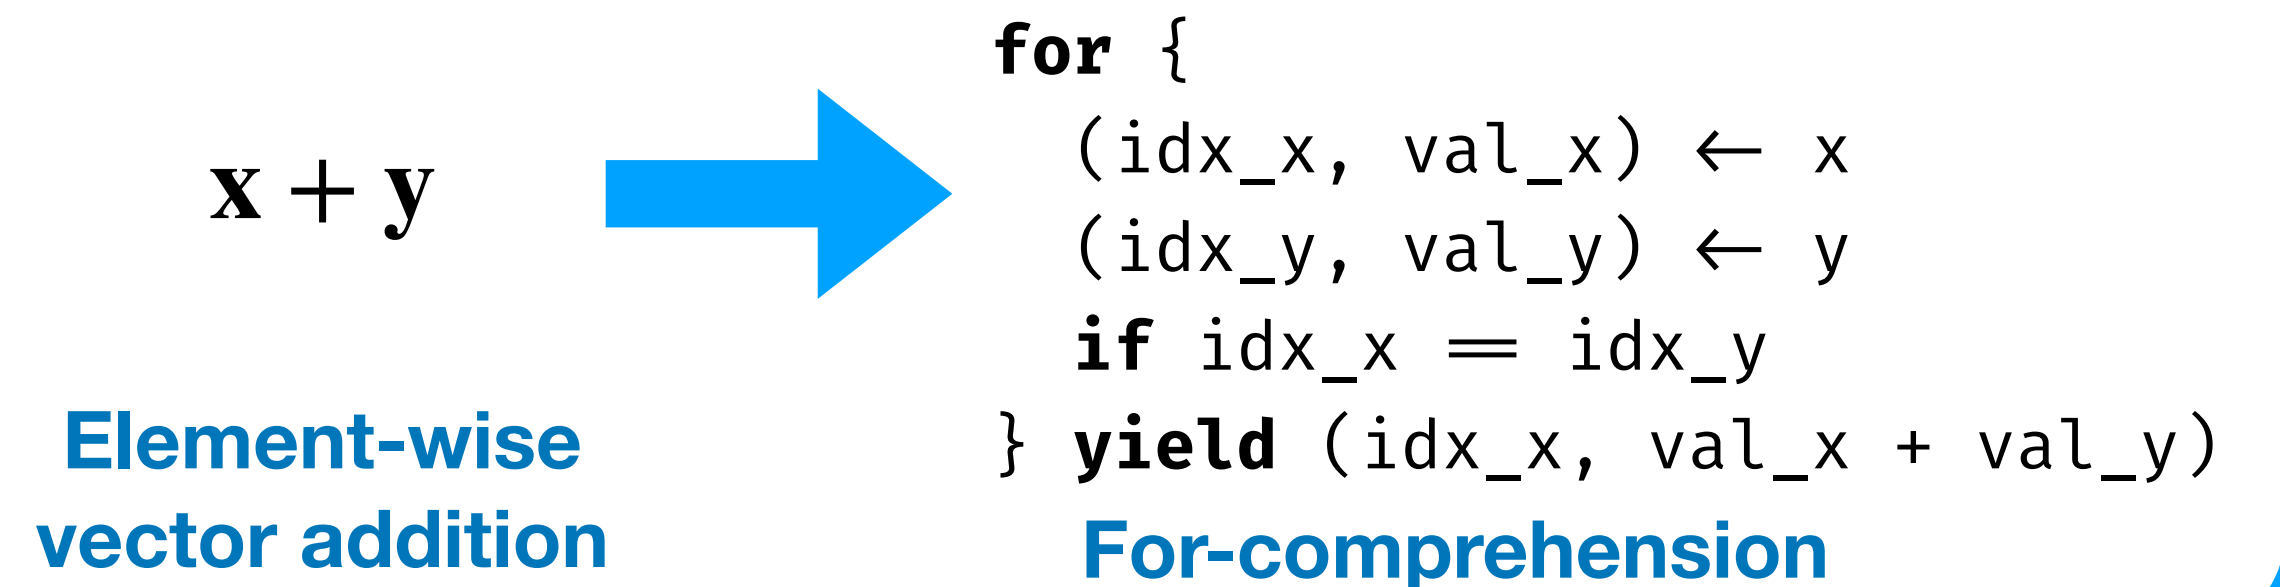 x + y
Element-wise
vector addition
for {
(idx_x, val_x) ← x
(idx_y, val_y) ← y
if idx_x == idx_y
} yield (idx_x, val_x + val_y)
For-comprehension